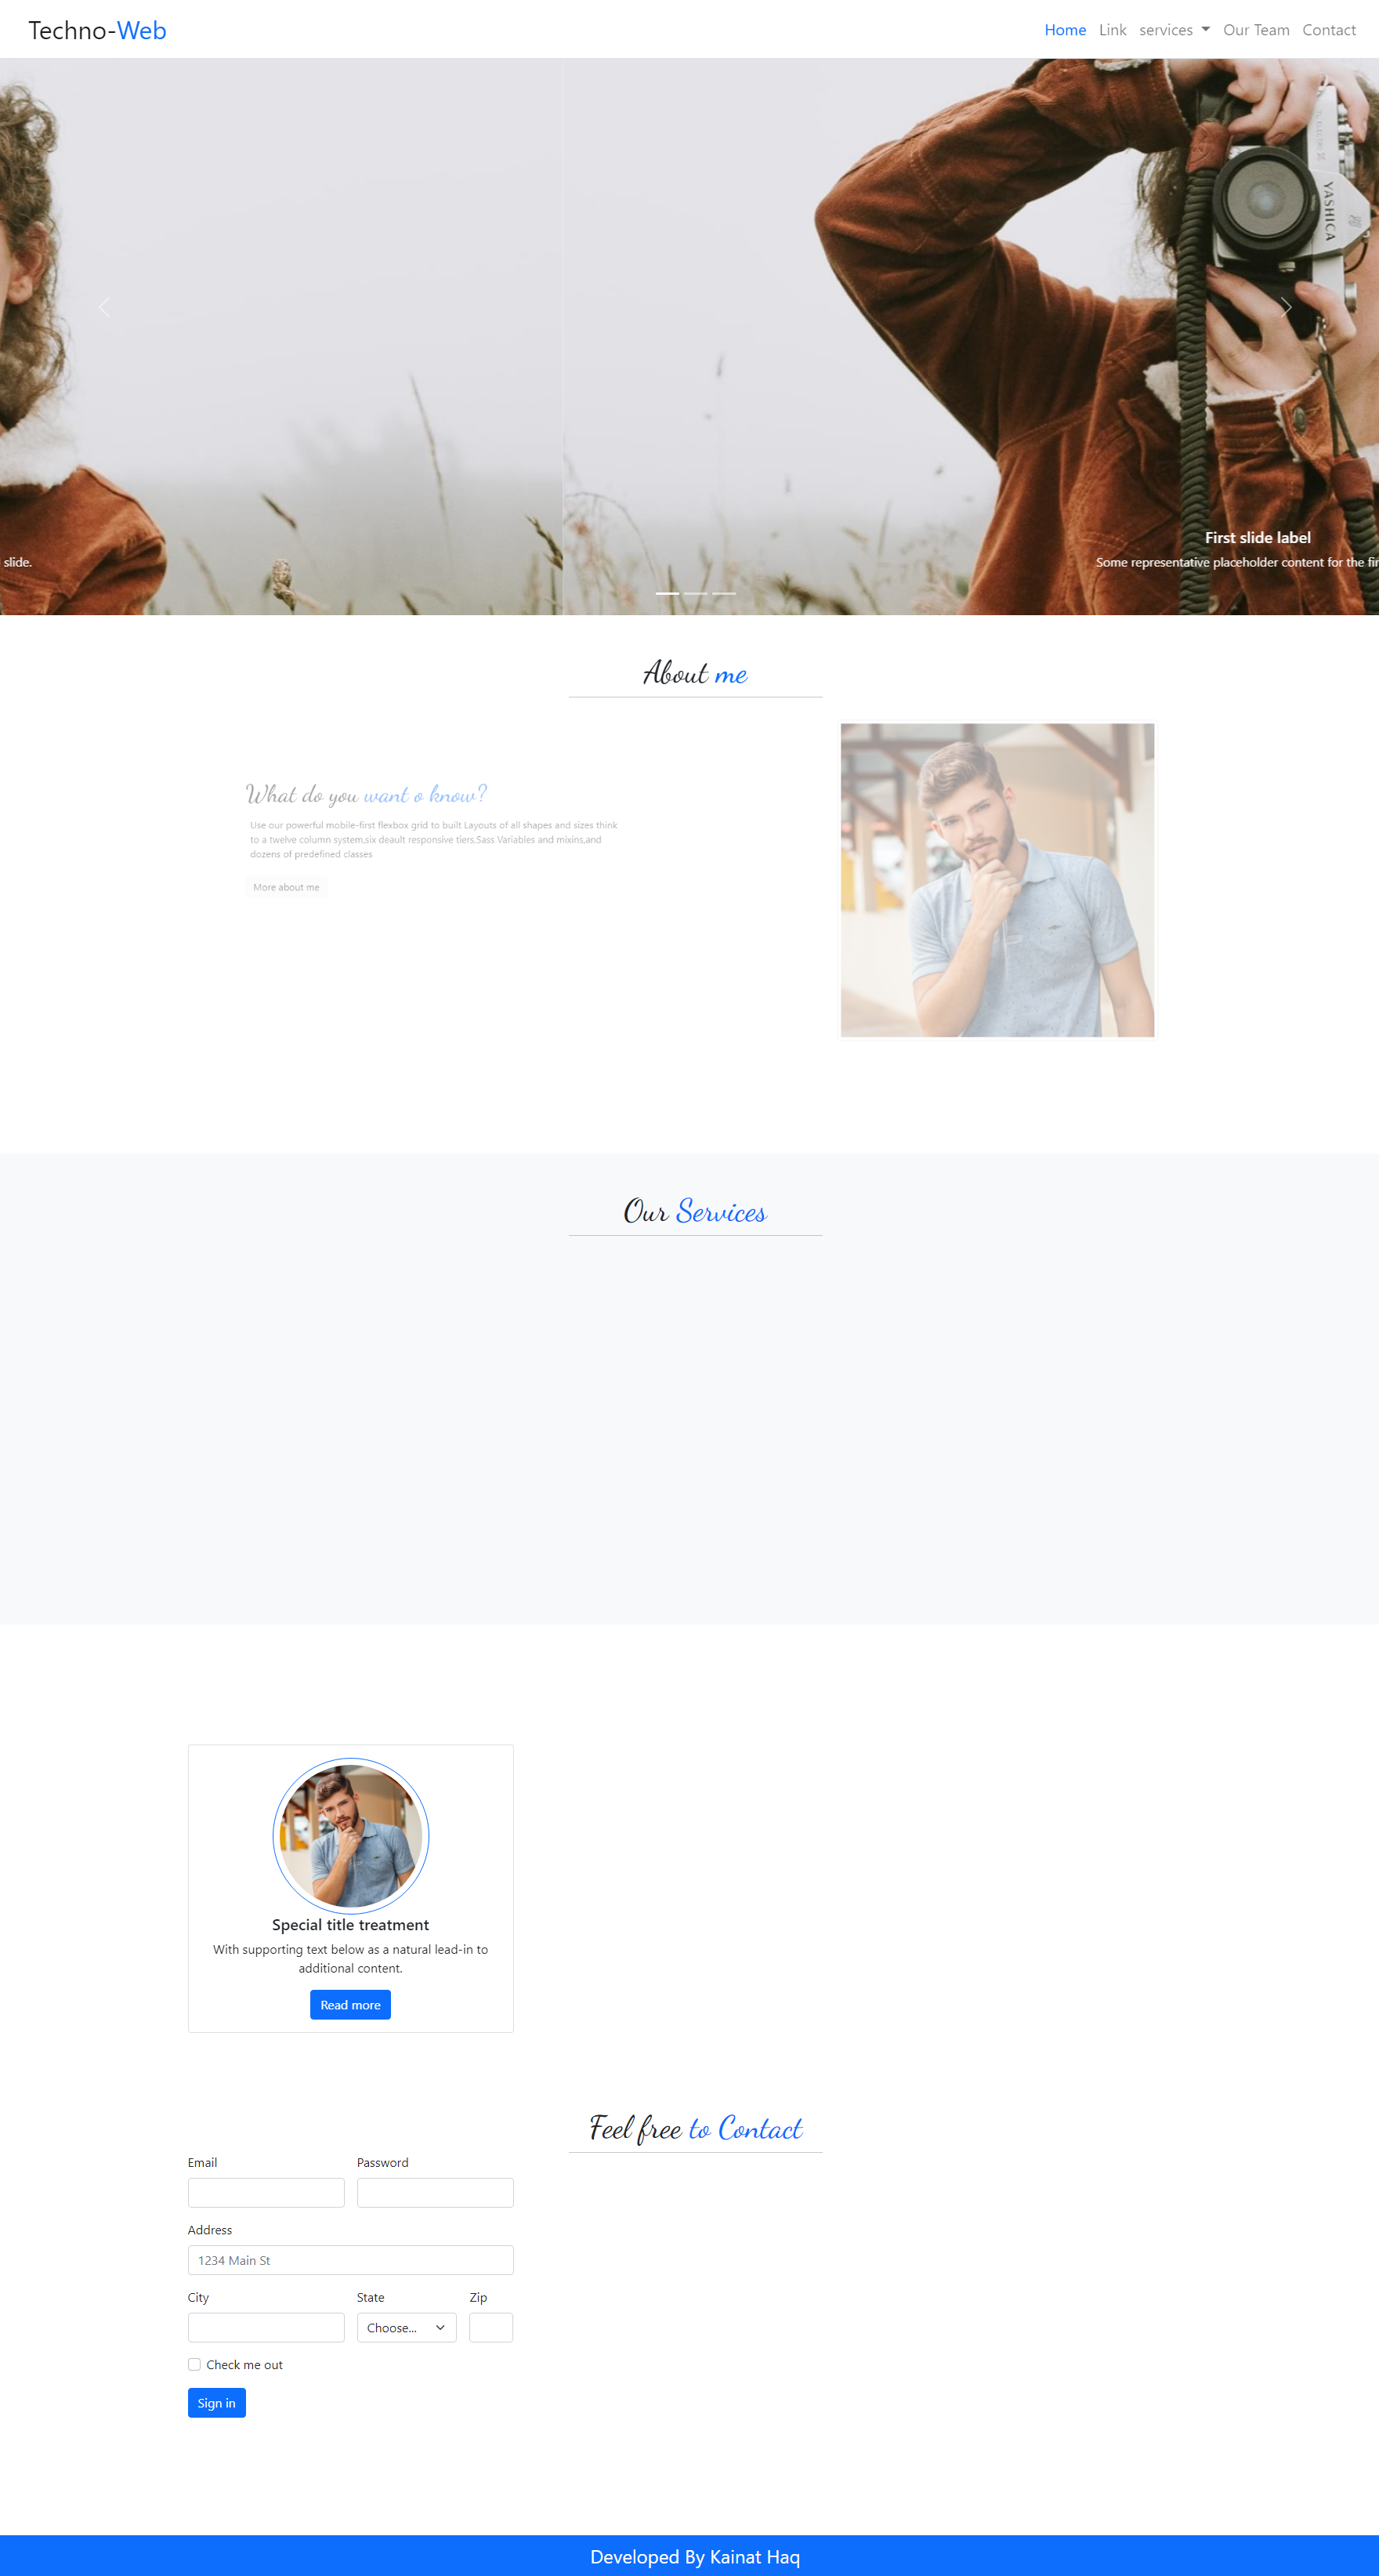 Techno-Web
Home Link services Our Team Contact
TL ELECTRO X
YASHICA
First slide label
slide.
Some representative placeholder content for the fir
About me
What do you want o know?
Use our powerful mobile-first flexbox grid to built Layouts of all shapes and sizes think
to a twelve column system,six deault responsive tiers,Sass Variables and mixins,and
dozens of predefined classes
More about me
Our Services
Special title treatment
With supporting text below as a natural lead-in to
additional content.
Read more
Feel free to Contact
Email Password
Address
1234 Main St
City State Zip
Choose...
Check me out
Sign in
Developed By Kainat Haq